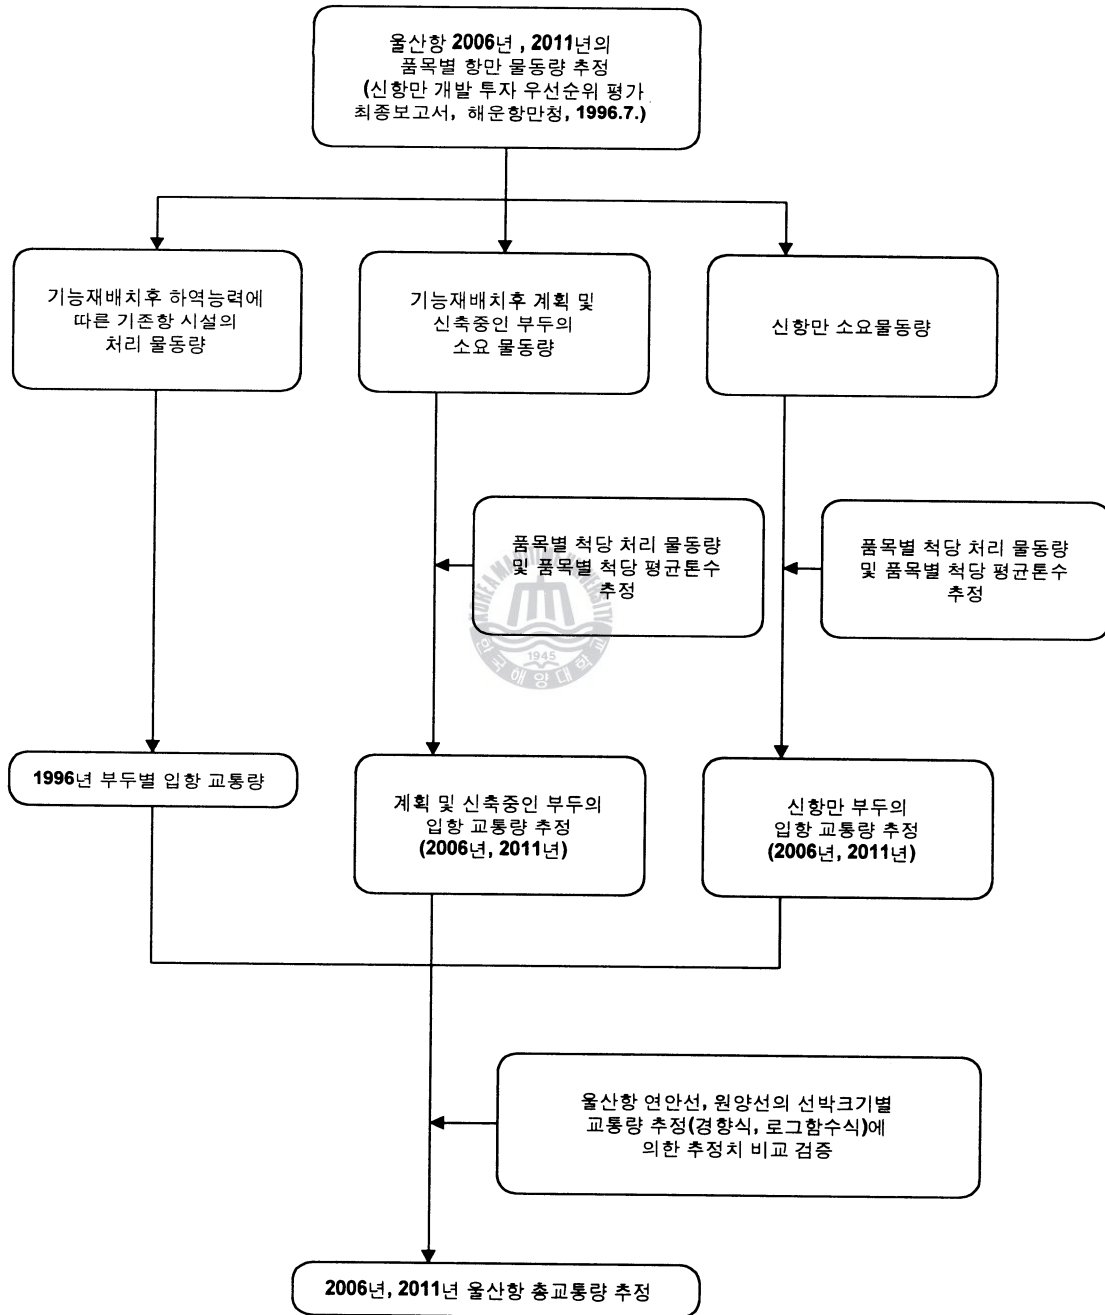 울산항 2006년 , 2011년의
품목별 항만 물동량 추정
(신항만 개발 투자 우선순위 평가
최종보고서, 해운항만청, 1996.7.)
기능재배치후 하역능력에
따른 기존항 시설의
처리 물동량
기능재배치후 계획 및
신축중인 부두의
소요 물동량
신항만 소요물동량
품목별 척당 처리 물동량
및 품목별 척당 평균톤수
추정
품목별 척당 처리 물동량
및 품목별 척당 평균톤수
추정
KOREA MARITIME UNIVERSITY
1945
한국해양대학교
1996년 부두별 입항 교통량
계획 및 신축중인 부두의
입항 교통량 추정
(2006년, 2011년)
신항만 부두의
입항 교통량 추정
(2006년, 2011년)
울산항 연안선, 원양선의 선박크기별
교통량 추정(경향식, 로그함수식)에
의한 추정치 비교 검증
2006년, 2011년 울산항 총교통량 추정